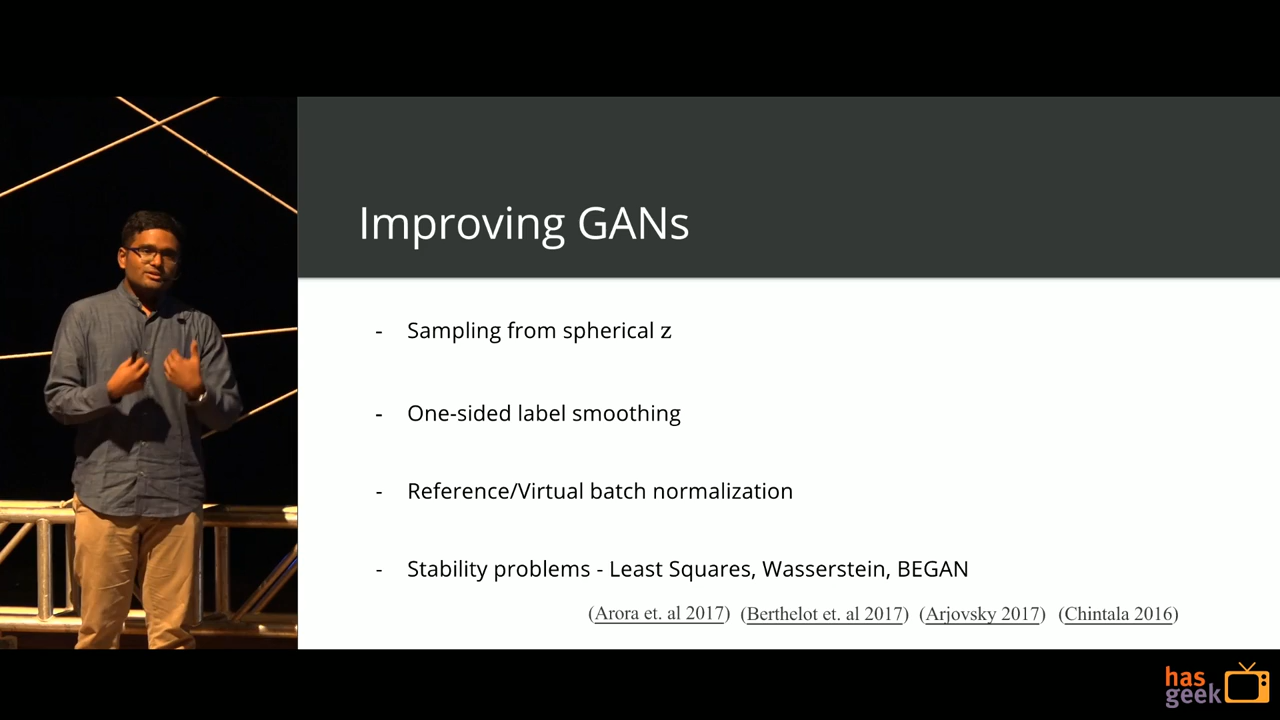 Improving GANs
- Sampling from spherical z
- One-sided label smoothing
- Reference/Virtual batch normalization
- Stability problems - Least Squares, Wasserstein, BEGAN
(Arora et. al 2017) (Berthelot et. al 2017) (Arjovsky 2017) (Chintala 2016)
has
geek